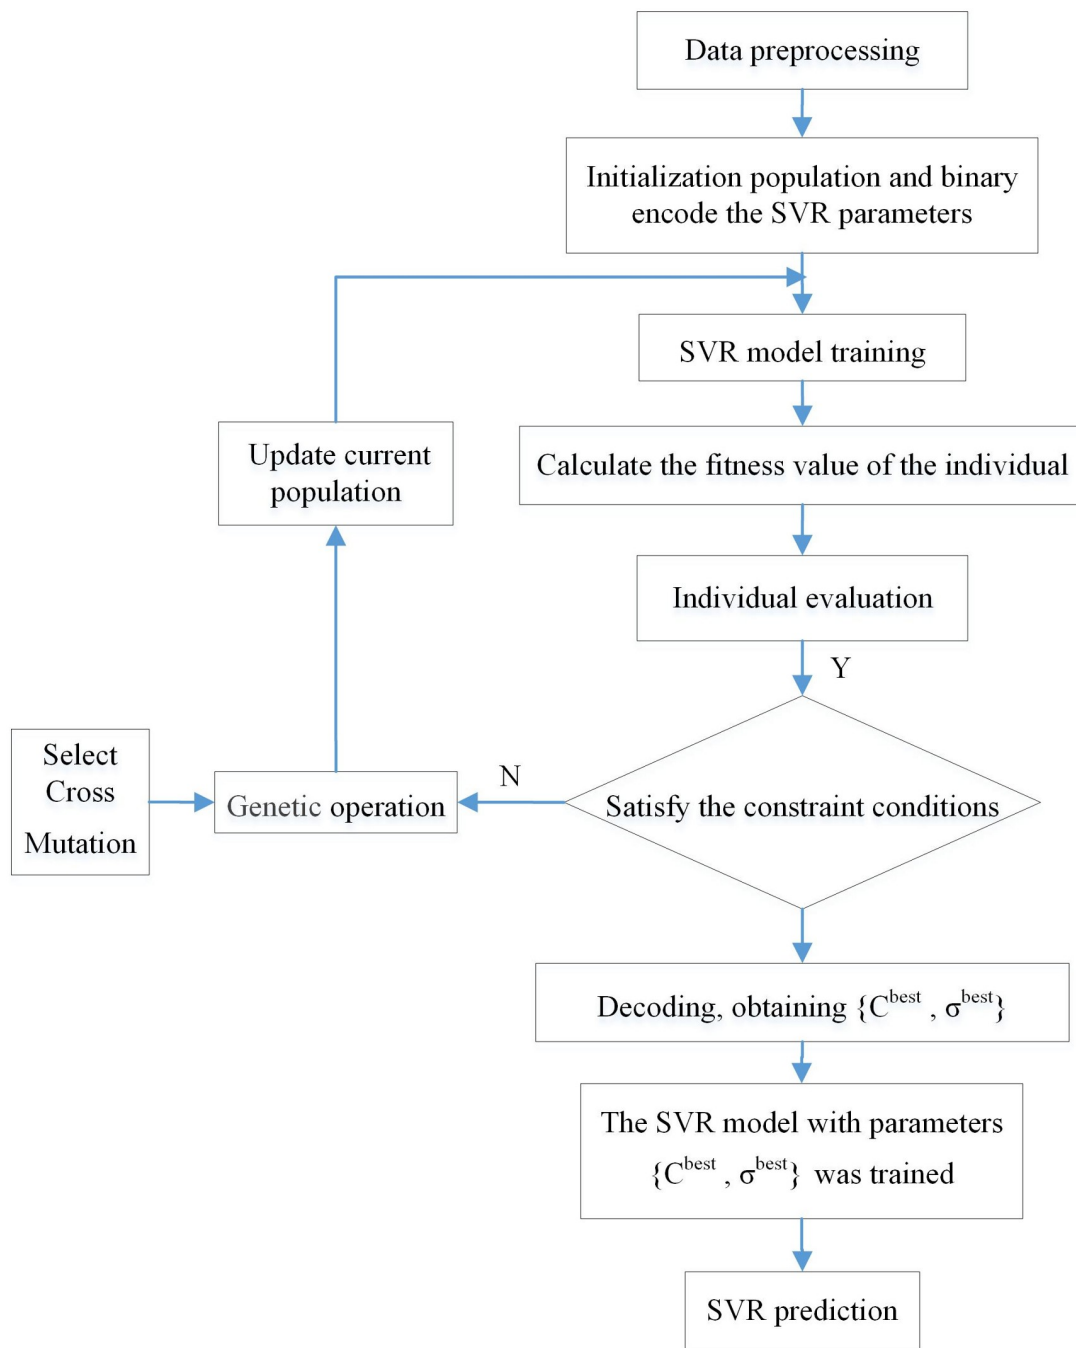 Data preprocessing
Initialization population and binary
encode the SVR parameters
SVR model training
Update current
population
Calculate the fitness value of the individual
Individual evaluation
Y
Select
Cross
Mutation
Genetic operation
N
Satisfy the constraint conditions
Decoding, obtaining {C^best , σ^best}
The SVR model with parameters
{C^best , σ^best} was trained
SVR prediction